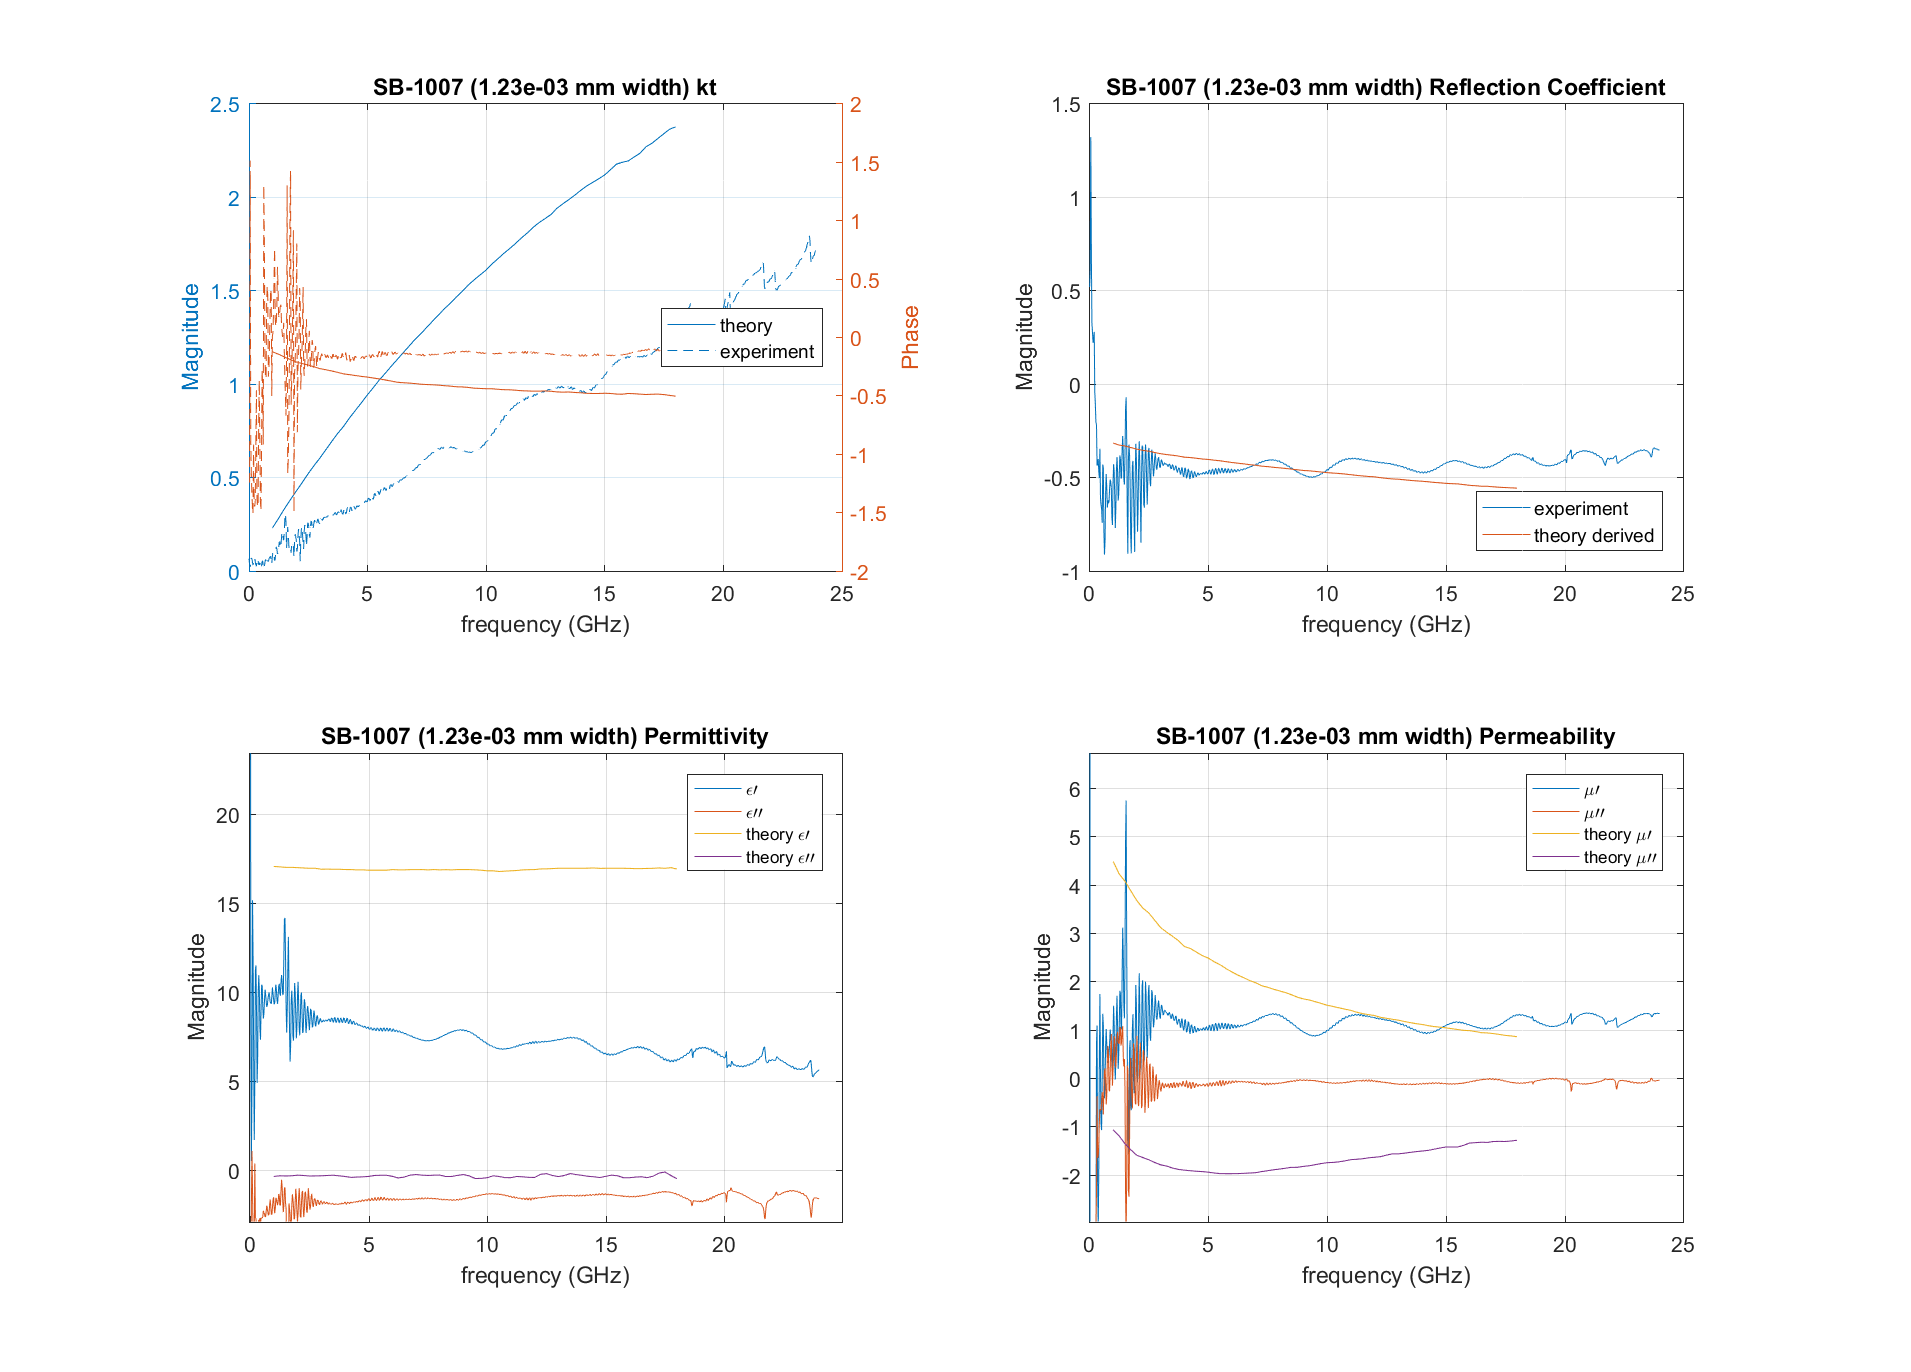 SB-1007 (1.23e-03 mm width) kt
2.5
2
1.5
1
0.5
0
Magnitude
2
1.5
1
0.5
0
-0.5
-1
-1.5
-2
Phase
theory
experiment
0 5 10 15 20 25
frequency (GHz)
SB-1007 (1.23e-03 mm width) Reflection Coefficient
1.5
1
0.5
0
-0.5
-1
Magnitude
experiment
theory derived
0 5 10 15 20 25
frequency (GHz)
SB-1007 (1.23e-03 mm width) Permittivity
20
15
10
5
0
Magnitude
ϵ′
ϵ′′
theory ϵ′
theory ϵ′′
0 5 10 15 20
frequency (GHz)
SB-1007 (1.23e-03 mm width) Permeability
6
5
4
3
2
1
0
-1
-2
Magnitude
μ′
μ′′
theory μ′
theory μ′′
0 5 10 15 20 25
frequency (GHz)